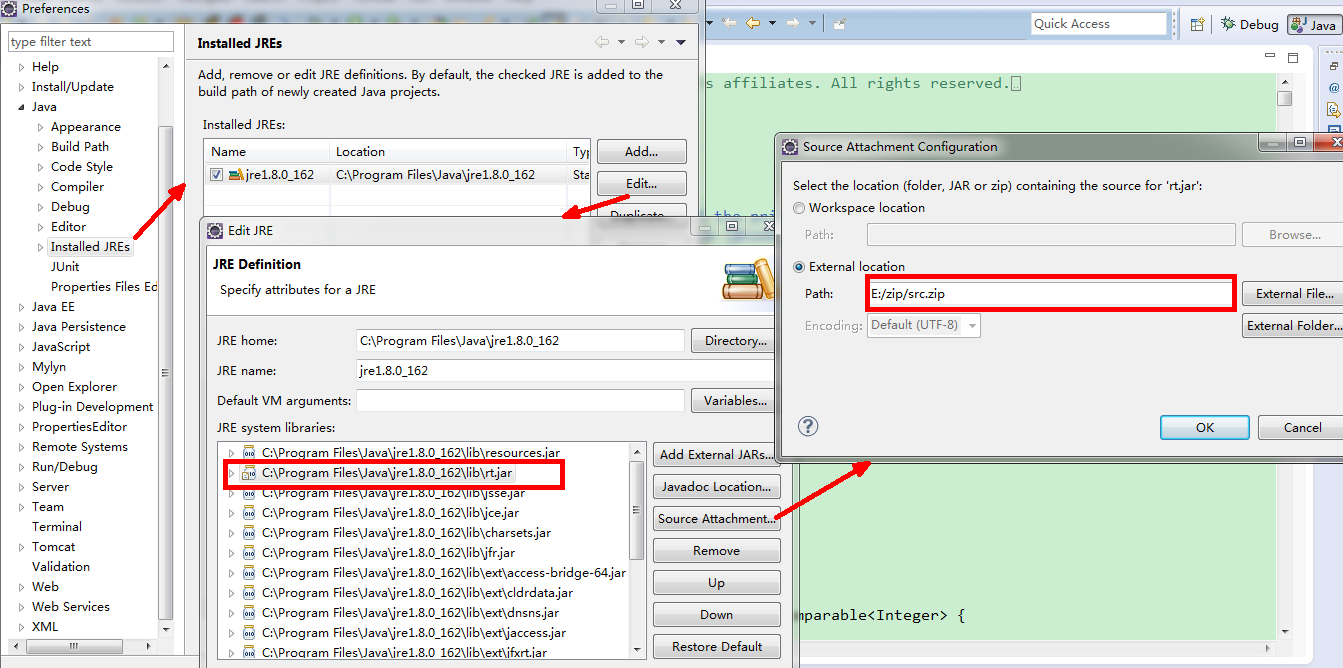 Preferences
type filter text
Help
Install/Update
Java
Appearance
Build Path
Code Style
Compiler
Debug
Editor
Installed JREs
JUnit
Properties Files Ed
Java EE
Java Persistence
JavaScript
Mylyn
Open Explorer
Plug-in Development
PropertiesEditor
Remote Systems
Run/Debug
Server
Team
Terminal
Tomcat
Validation
Web
Web Services
XML
Installed JREs
Add, remove or edit JRE definitions. By default, the checked JRE is added to the
build path of newly created Java projects.
Installed JREs:
Name Location Typ
jre1.8.0_162 C:\Program Files\Java\jre1.8.0_162 Sta
Add...
Edit...
Duplicate...
Edit JRE
JRE Definition
Specify attributes for a JRE
JRE home: C:\Program Files\Java\jre1.8.0_162 Directory...
JRE name: jre1.8.0_162
Default VM arguments: Variables...
JRE system libraries:
C:\Program Files\Java\jre1.8.0_162\lib\resources.jar
C:\Program Files\Java\jre1.8.0_162\lib\rt.jar
C:\Program Files\Java\jre1.8.0_162\lib\jsse.jar
C:\Program Files\Java\jre1.8.0_162\lib\jce.jar
C:\Program Files\Java\jre1.8.0_162\lib\charsets.jar
C:\Program Files\Java\jre1.8.0_162\lib\jfr.jar
C:\Program Files\Java\jre1.8.0_162\lib\ext\access-bridge-64.jar
C:\Program Files\Java\jre1.8.0_162\lib\ext\cldrdata.jar
C:\Program Files\Java\jre1.8.0_162\lib\ext\dnsns.jar
C:\Program Files\Java\jre1.8.0_162\lib\ext\jaccess.jar
C:\Program Files\Java\jre1.8.0_162\lib\ext\jfxrt.jar
Add External JARs...
Javadoc Location...
Source Attachment...
Remove
Up
Down
Restore Default
Quick Access
Debug
Java
s affiliates. All rights reserved.
the pri
mparable<Integer> {
Source Attachment Configuration
Select the location (folder, JAR or zip) containing the source for 'rt.jar':
Workspace location
Path: Browse...
External location
Path: E:/zip/src.zip External File...
Encoding: Default (UTF-8) External Folder...
OK
Cancel